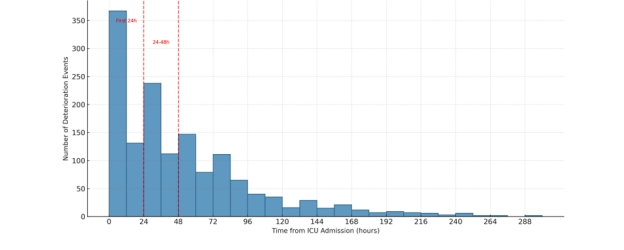 Number of Deterioration Events
350
300
250
200
150
100
50
0
First 24h
24-48h
0 24 48 72 96 120 144 168 192 216 240 264 288
Time from ICU Admission (hours)